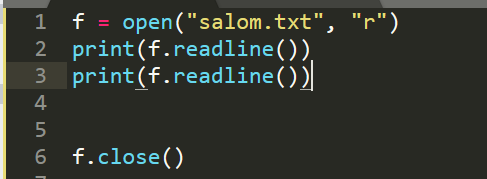 1 f = open("salom.txt", "r")
2 print(f.readline())
3 print(f.readline())
4
5
6 f.close()